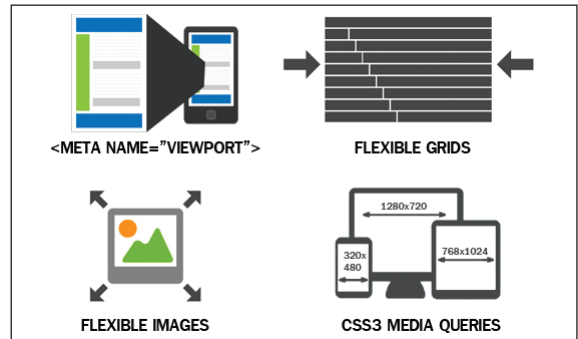 <META NAME=”VIEWPORT”>
FLEXIBLE GRIDS
FLEXIBLE IMAGES
1280x720
320x
480
768x1024
CSS3 MEDIA QUERIES